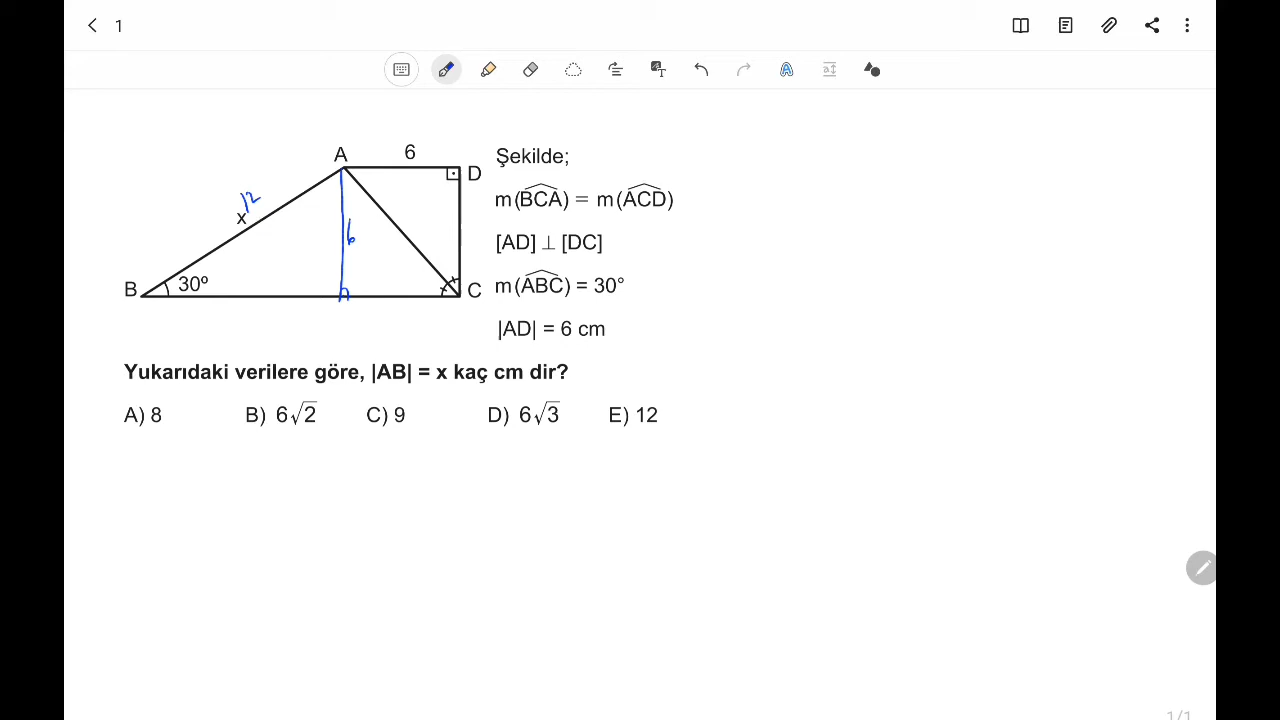 1
A
6
D
Şekilde;
12
x
m(BCA) = m(ACD)
6
[AD] ⊥ [DC]
B
30º
C
m(ABC) = 30°
|AD| = 6 cm
Yukarıdaki verilere göre, |AB| = x kaç cm dir?
A) 8 B) 6√2 C) 9 D) 6√3 E) 12
1/1